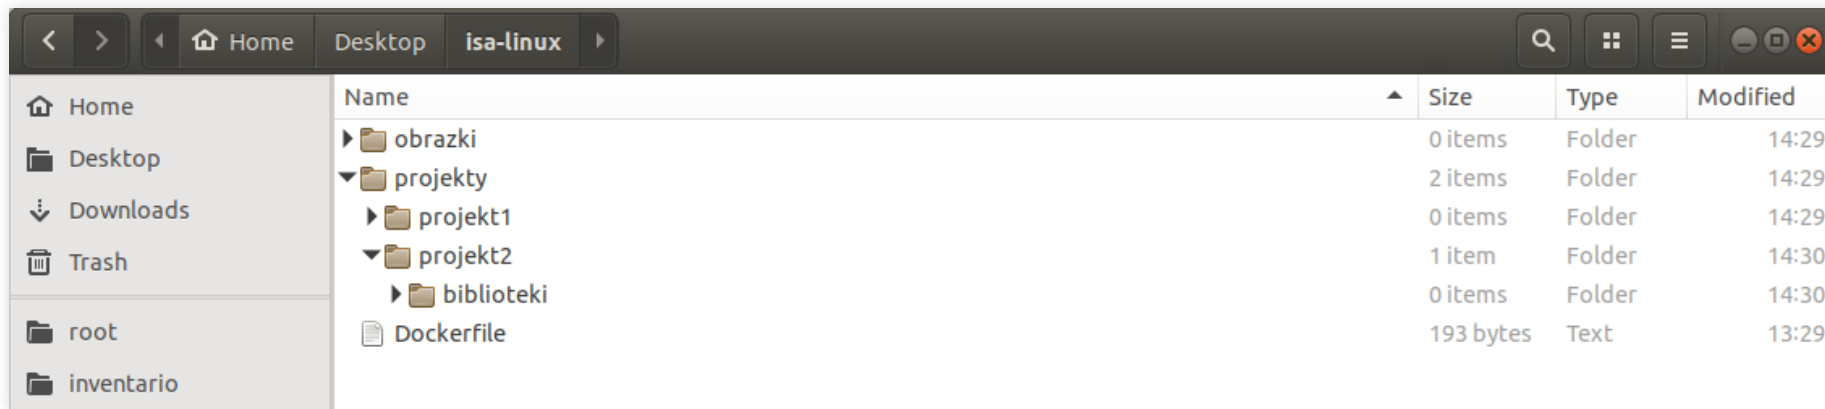 Home Desktop isa-linux
Home
Desktop
Downloads
Trash
root
inventario
Name Size Type Modified
obrazki 0 items Folder 14:29
projekty 2 items Folder 14:29
projekt1 0 items Folder 14:29
projekt2 1 item Folder 14:30
biblioteki 0 items Folder 14:30
Dockerfile 193 bytes Text 13:29